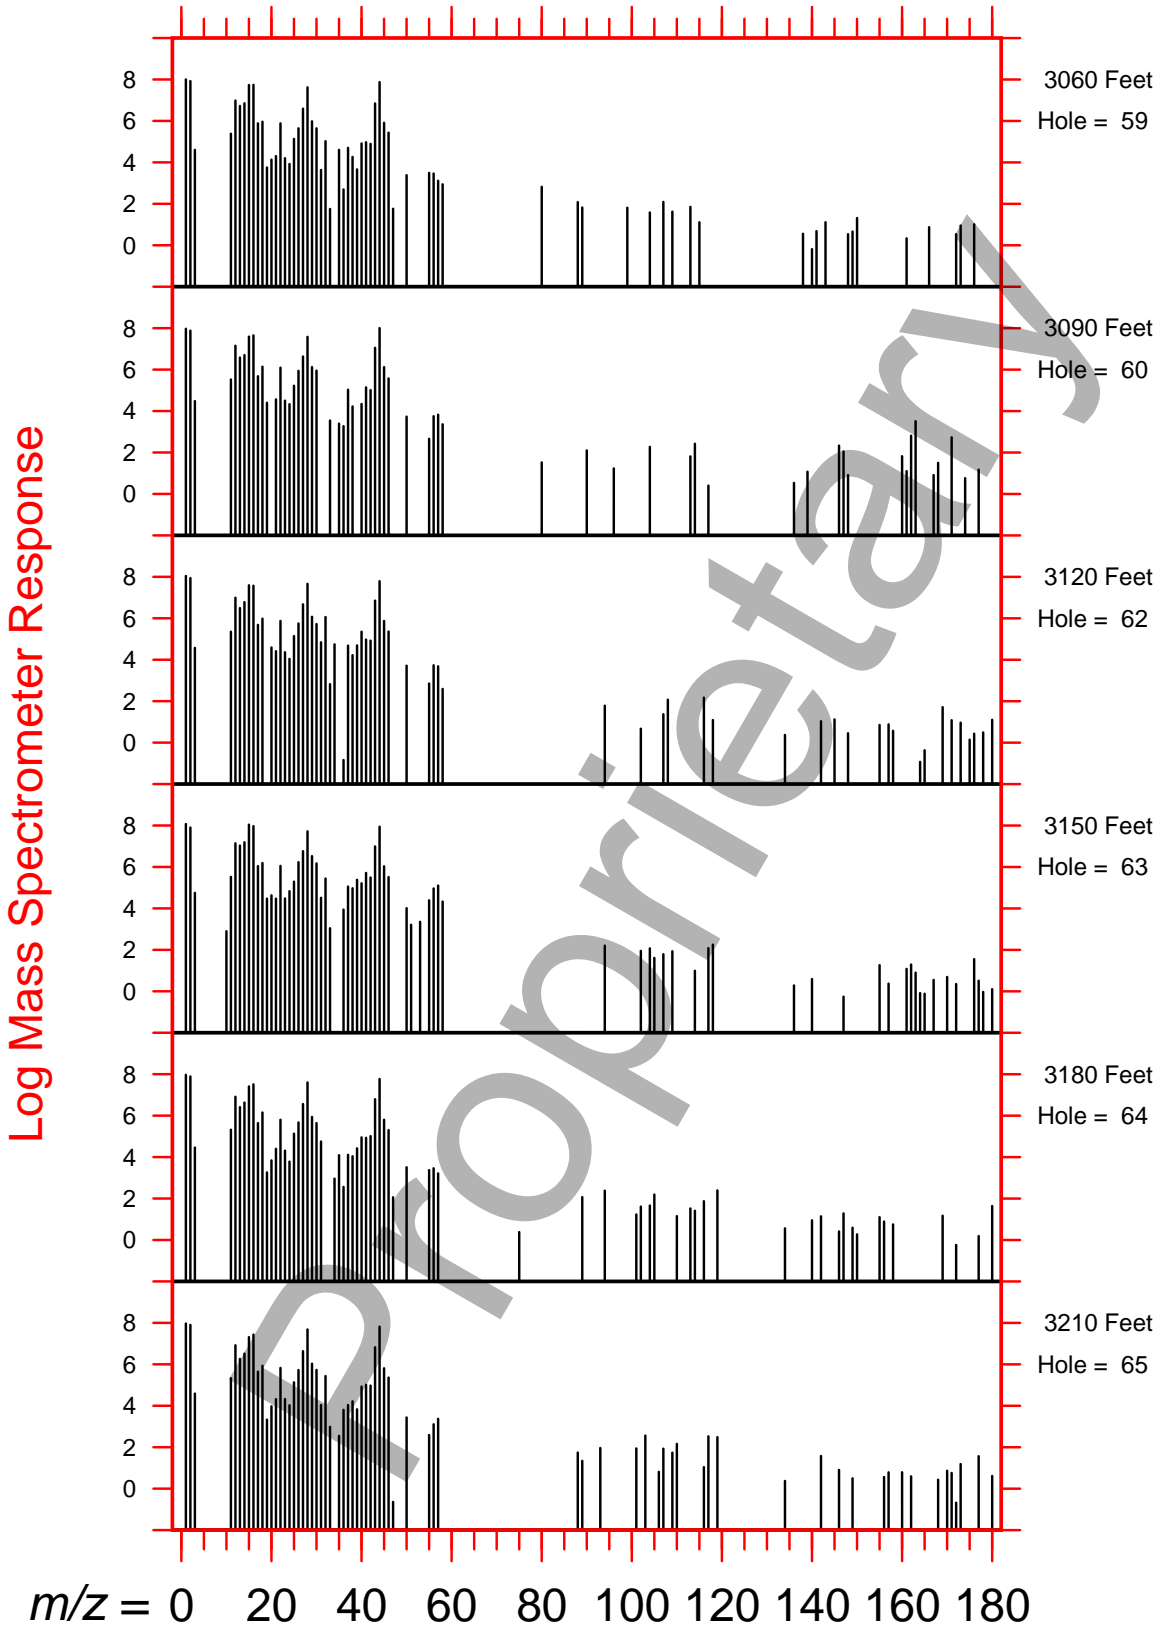 8
6
4
2
0
3060 Feet
Hole = 59
8
6
4
2
0
3090 Feet
Hole = 60
8
6
4
2
0
3120 Feet
Hole = 62
8
6
4
2
0
3150 Feet
Hole = 63
8
6
4
2
0
3180 Feet
Hole = 64
8
6
4
2
0
3210 Feet
Hole = 65
Log Mass Spectrometer Response
Proprietary
m/z = 0 20 40 60 80 100 120 140 160 180